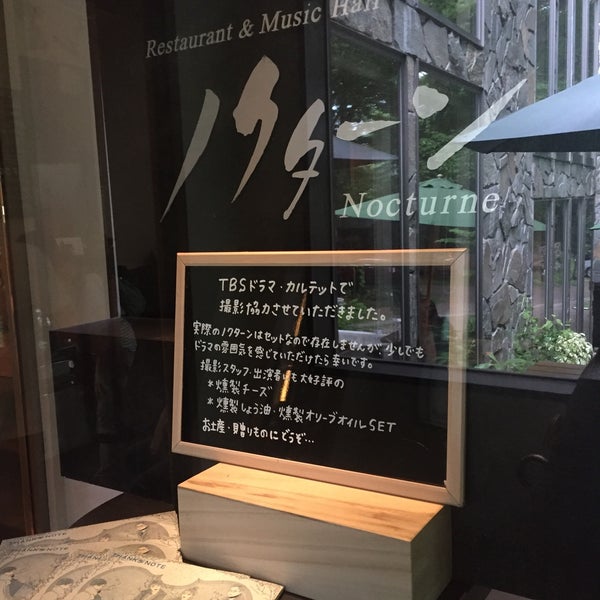 Restaurant & Music Hall
ノクターン
Nocturne
TBSドラマ・カルテットで
撮影協力させていただきました。
実際のノクターンはセットなので存在しませんが、少しでも
ドラマの雰囲気を感じていただけたら幸いです。
撮影スタッフ・出演者にも大好評の
*燻製チーズ
*燻製しょう油・燻製オリーブオイルSET
お土産・贈りものにどうぞ…
THANKS NOTE